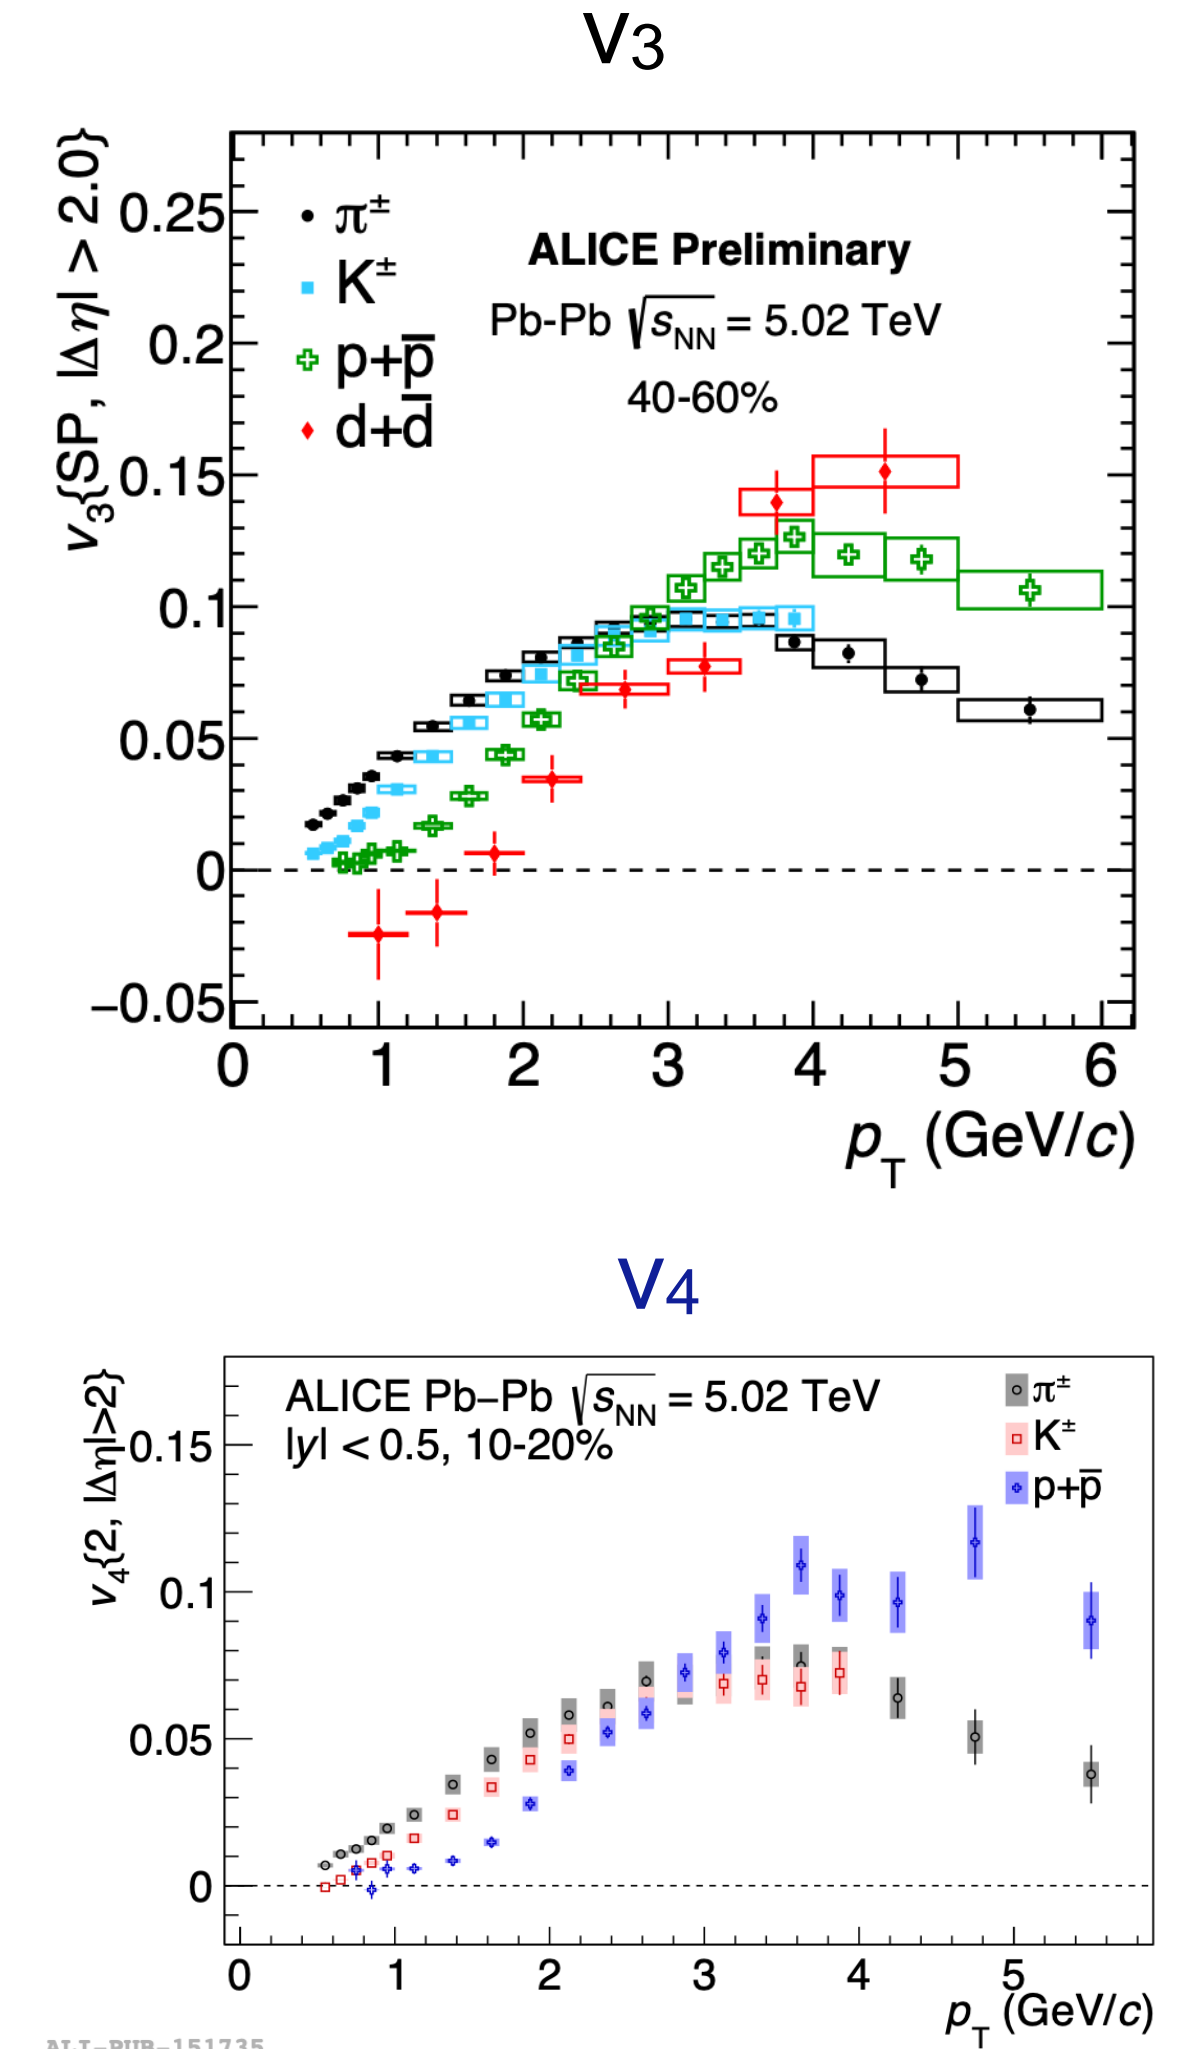 v3
v3{SP, |Δη| > 2.0}
0.25
0.2
0.15
0.1
0.05
0
−0.05
π±
K±
p+p̅
d+d̅
ALICE Preliminary
Pb-Pb √sNN = 5.02 TeV
40-60%
0 1 2 3 4 5 6
pT (GeV/c)
v4
v4{2, |Δη|>2}
0.15
0.1
0.05
0
ALICE Pb–Pb √sNN = 5.02 TeV
|y| < 0.5, 10-20%
π±
K±
p+p̅
0 1 2 3 4 5
pT (GeV/c)
ALI-PUB-151735